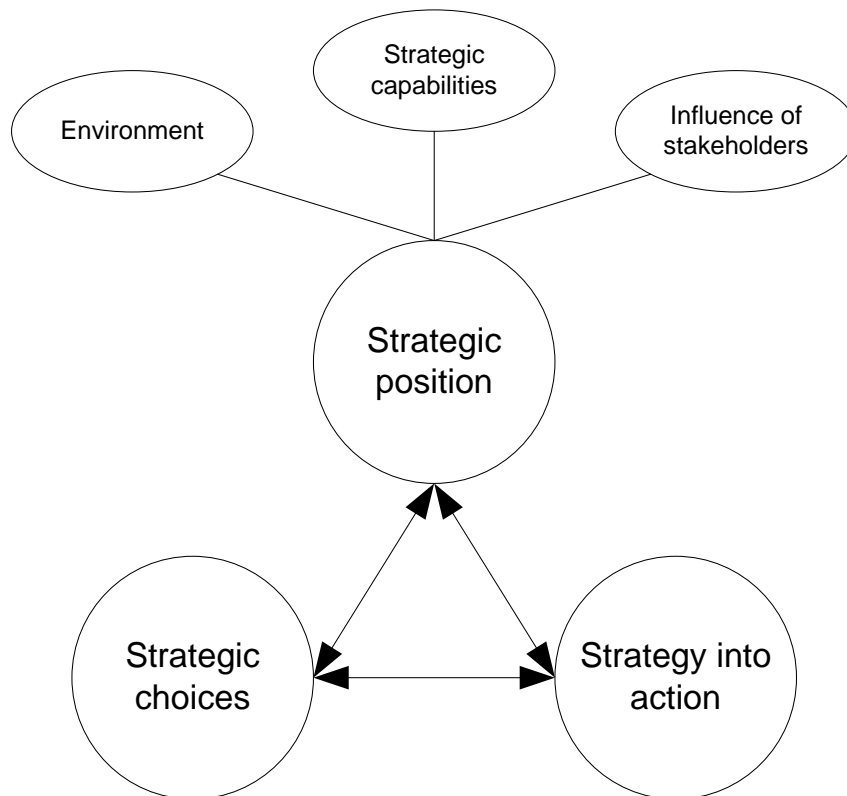 Strategic
capabilities
Environment
Influence of
stakeholders
Strategic
position
Strategic
choices
Strategy into
action